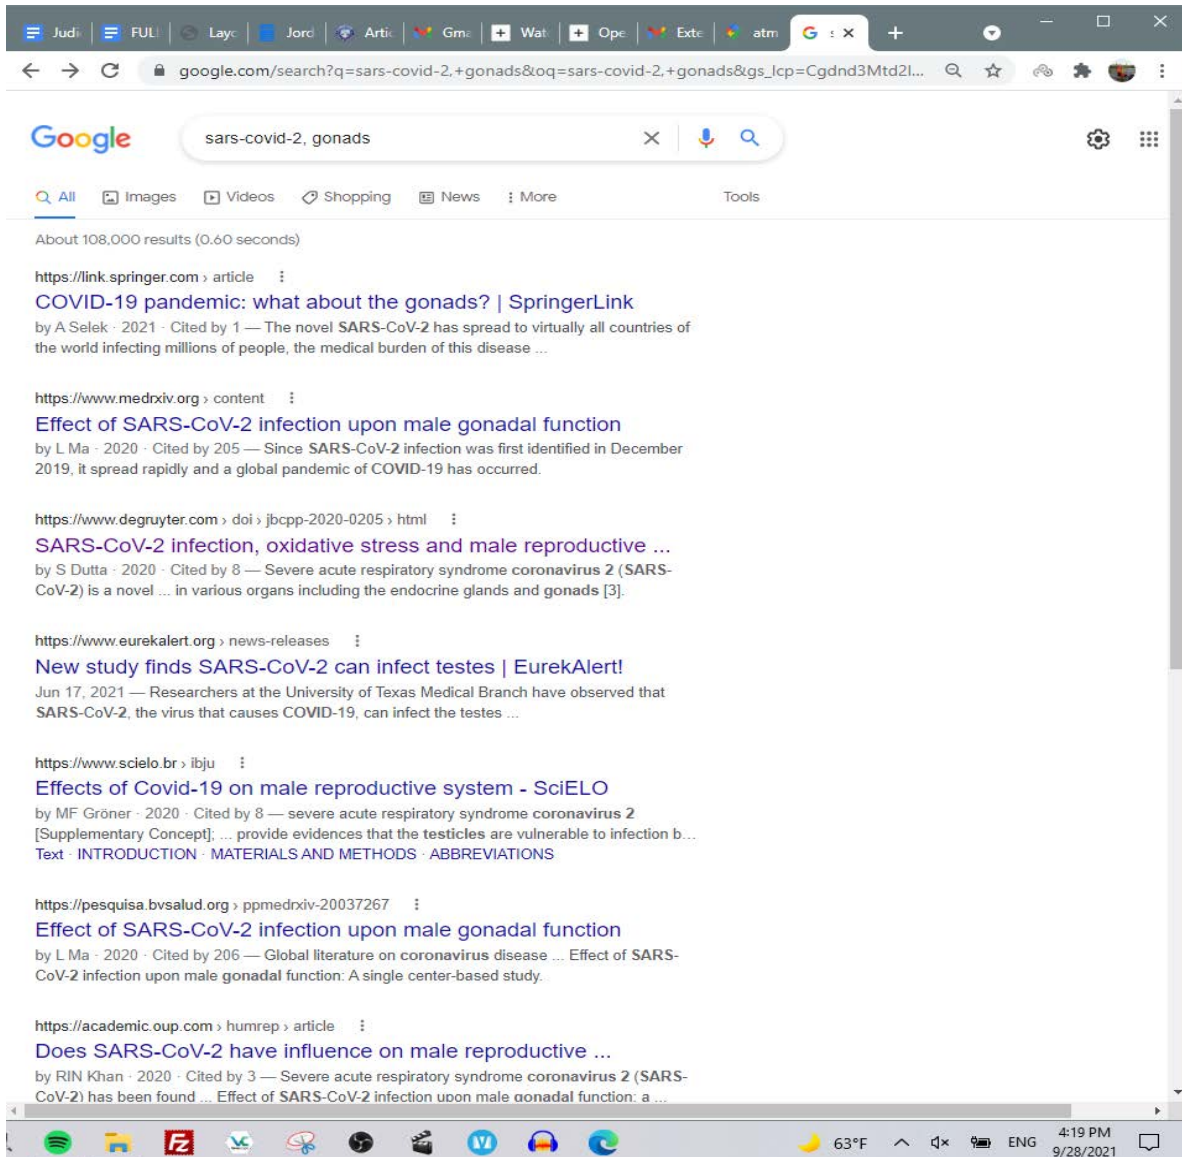 Judi FULL Layo Jord Artic Gma Wat Ope Exte atm G s
google.com/search?q=sars-covid-2,+gonads&oq=sars-covid-2,+gonads&gs_lcp=Cgdnd3Mtd2l...
Google sars-covid-2, gonads
All Images Videos Shopping News More Tools
About 108,000 results (0.60 seconds)
https://link.springer.com › article
COVID-19 pandemic: what about the gonads? | SpringerLink
by A Selek · 2021 · Cited by 1 — The novel SARS-CoV-2 has spread to virtually all countries of
the world infecting millions of people, the medical burden of this disease ...
https://www.medrxiv.org › content
Effect of SARS-CoV-2 infection upon male gonadal function
by L Ma · 2020 · Cited by 205 — Since SARS-CoV-2 infection was first identified in December
2019, it spread rapidly and a global pandemic of COVID-19 has occurred.
https://www.degruyter.com › doi › jbcpp-2020-0205 › html
SARS-CoV-2 infection, oxidative stress and male reproductive ...
by S Dutta · 2020 · Cited by 8 — Severe acute respiratory syndrome coronavirus 2 (SARS-
CoV-2) is a novel ... in various organs including the endocrine glands and gonads [3].
https://www.eurekalert.org › news-releases
New study finds SARS-CoV-2 can infect testes | EurekAlert!
Jun 17, 2021 — Researchers at the University of Texas Medical Branch have observed that
SARS-CoV-2, the virus that causes COVID-19, can infect the testes ...
https://www.scielo.br › ibju
Effects of Covid-19 on male reproductive system - SciELO
by MF Gröner · 2020 · Cited by 8 — severe acute respiratory syndrome coronavirus 2
[Supplementary Concept]; ... provide evidences that the testicles are vulnerable to infection b...
Text · INTRODUCTION · MATERIALS AND METHODS · ABBREVIATIONS
https://pesquisa.bvsalud.org › ppmedrxiv-20037267
Effect of SARS-CoV-2 infection upon male gonadal function
by L Ma · 2020 · Cited by 206 — Global literature on coronavirus disease ... Effect of SARS-
CoV-2 infection upon male gonadal function: A single center-based study.
https://academic.oup.com › humrep › article
Does SARS-CoV-2 have influence on male reproductive ...
by RIN Khan · 2020 · Cited by 3 — Severe acute respiratory syndrome coronavirus 2 (SARS-
CoV-2) has been found ... Effect of SARS-CoV-2 infection upon male gonadal function: a ...
63°F ENG 4:19 PM
9/28/2021